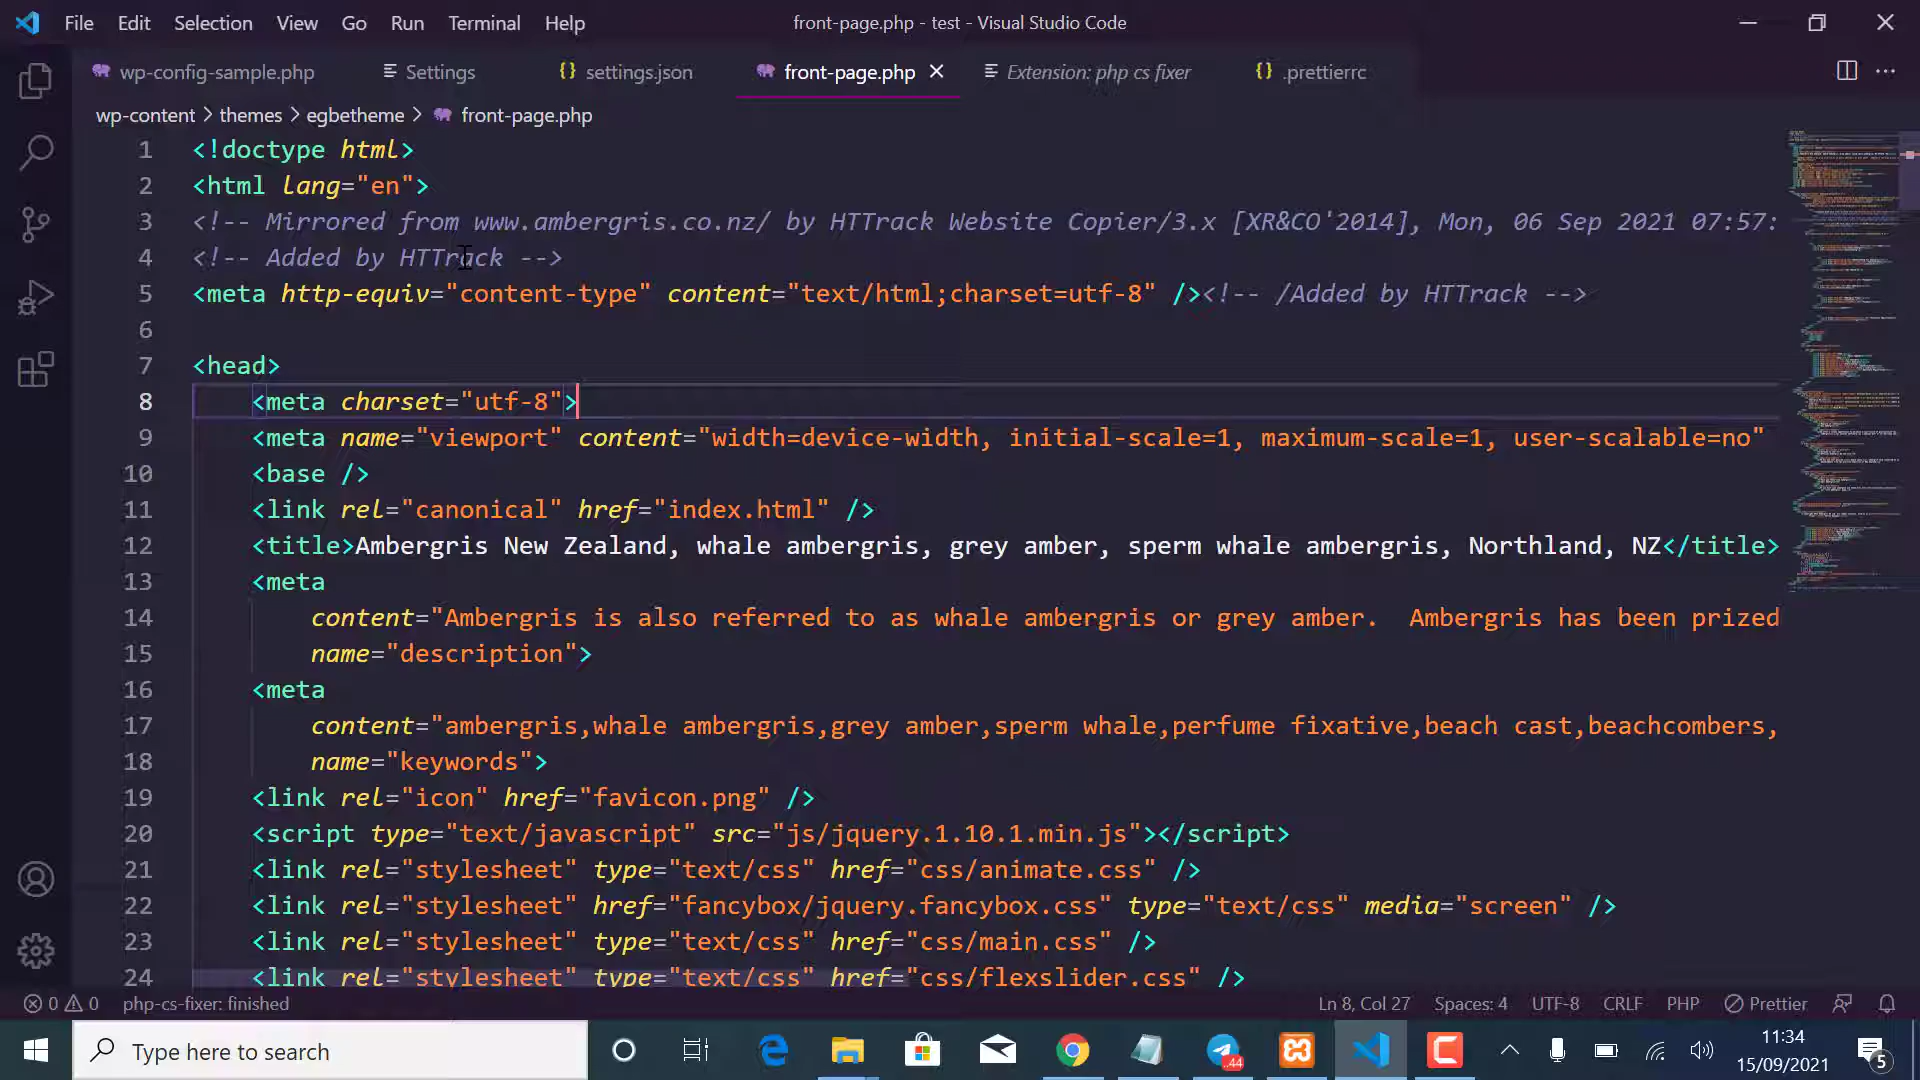 File Edit Selection View Go Run Terminal Help front-page.php - test - Visual Studio Code
wp-config-sample.php Settings settings.json front-page.php Extension: php cs fixer .prettierrc
wp-content > themes > egbetheme > front-page.php
1 <!doctype html>
2 <html lang="en">
3 <!-- Mirrored from www.ambergris.co.nz/ by HTTrack Website Copier/3.x [XR&CO'2014], Mon, 06 Sep 2021 07:57:
4 <!-- Added by HTTrack -->
5 <meta http-equiv="content-type" content="text/html;charset=utf-8" /><!-- /Added by HTTrack -->
6
7 <head>
8 <meta charset="utf-8">
9 <meta name="viewport" content="width=device-width, initial-scale=1, maximum-scale=1, user-scalable=no"
10 <base />
11 <link rel="canonical" href="index.html" />
12 <title>Ambergris New Zealand, whale ambergris, grey amber, sperm whale ambergris, Northland, NZ</title>
13 <meta
14 content="Ambergris is also referred to as whale ambergris or grey amber.  Ambergris has been prized
15 name="description">
16 <meta
17 content="ambergris,whale ambergris,grey amber,sperm whale,perfume fixative,beach cast,beachcombers,
18 name="keywords">
19 <link rel="icon" href="favicon.png" />
20 <script type="text/javascript" src="js/jquery.1.10.1.min.js"></script>
21 <link rel="stylesheet" type="text/css" href="css/animate.css" />
22 <link rel="stylesheet" href="fancybox/jquery.fancybox.css" type="text/css" media="screen" />
23 <link rel="stylesheet" type="text/css" href="css/main.css" />
24 <link rel="stylesheet" type="text/css" href="css/flexslider.css" />
0 0 php-cs-fixer: finished Ln 8, Col 27 Spaces: 4 UTF-8 CRLF PHP Prettier
Type here to search 44 11:34
15/09/2021 5